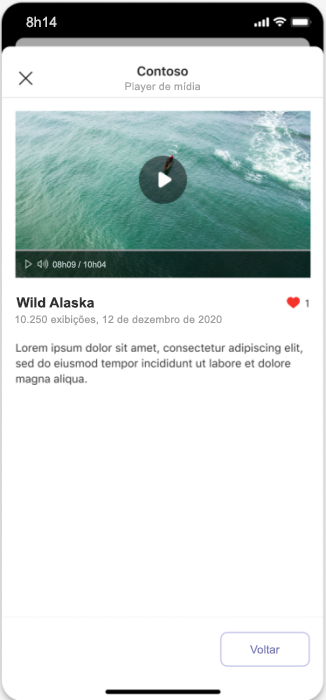 8h14
Contoso
Player de mídia
08h09 / 10h04
Wild Alaska
1
10.250 exibições, 12 de dezembro de 2020
Lorem ipsum dolor sit amet, consectetur adipiscing elit,
sed do eiusmod tempor incididunt ut labore et dolore
magna aliqua.
Voltar